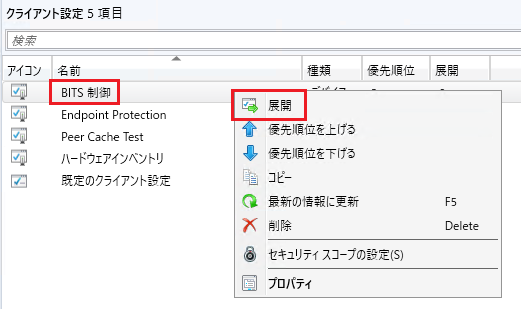 クライアント設定 5 項目
検索
アイコン 名前 種類 優先順位 展開
BITS 制御
Endpoint Protection
Peer Cache Test
ハードウェアインベントリ
既定のクライアント設定
展開
優先順位を上げる
優先順位を下げる
コピー
最新の情報に更新 F5
削除 Delete
セキュリティ スコープの設定(S)
プロパティ